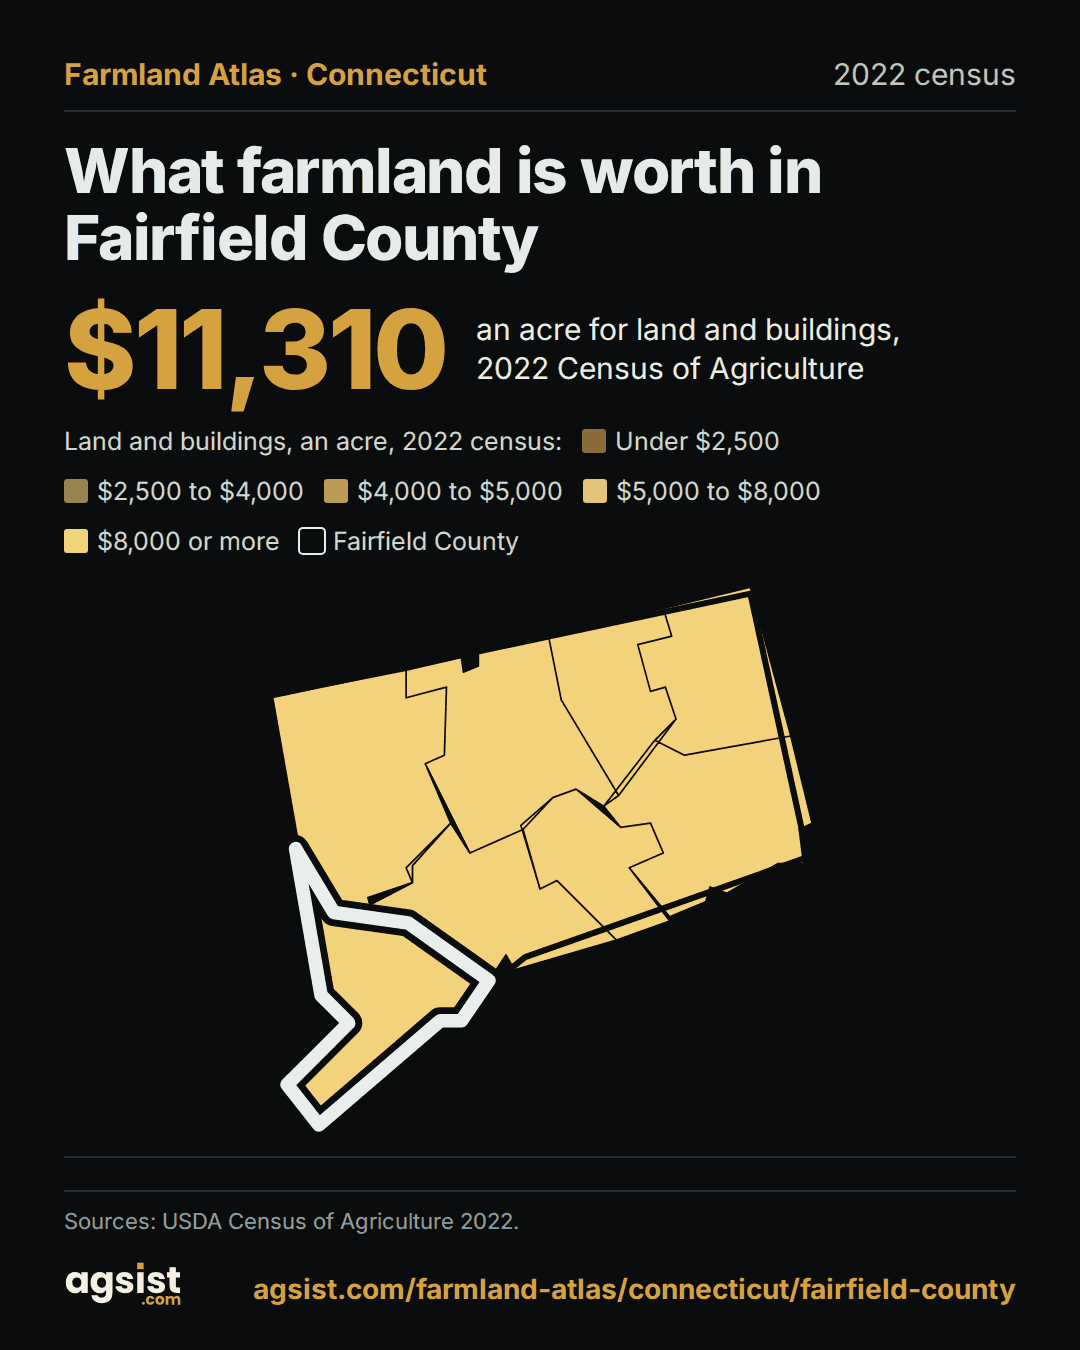 Farmland Atlas · Connecticut
2022 census
What farmland is worth in
Fairfield County
$11,310
an acre for land and buildings,
2022 Census of Agriculture
Land and buildings, an acre, 2022 census: Under $2,500
$2,500 to $4,000 $4,000 to $5,000 $5,000 to $8,000
$8,000 or more Fairfield County
Sources: USDA Census of Agriculture 2022.
agsist
.com
agsist.com/farmland-atlas/connecticut/fairfield-county